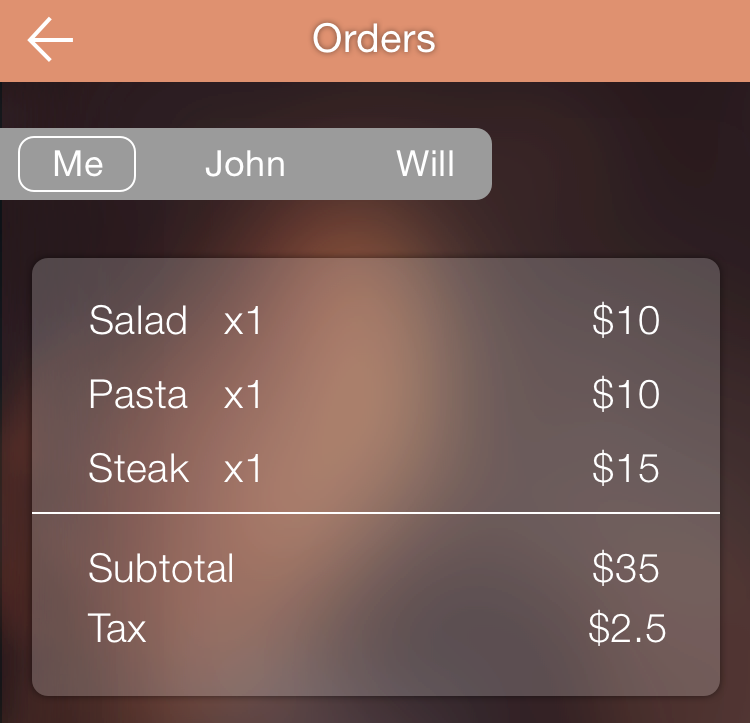 Orders
Me John Will
Salad x1 $10
Pasta x1 $10
Steak x1 $15
Subtotal $35
Tax $2.5